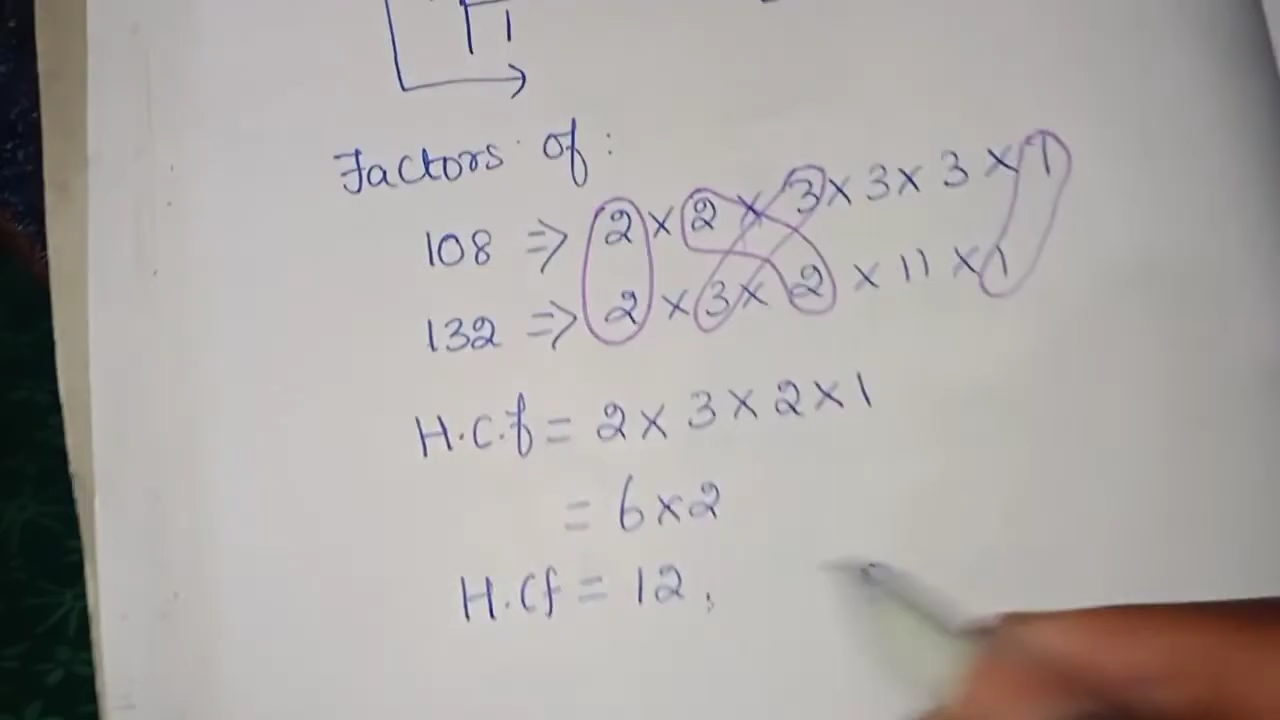 Factors of:
108 => 2 × 2 × 3 × 3 × 3 × 1
132 => 2 × 3 × 2 × 11 × 1
H.C.f = 2 × 3 × 2 × 1
= 6 × 2
H.Cf = 12,